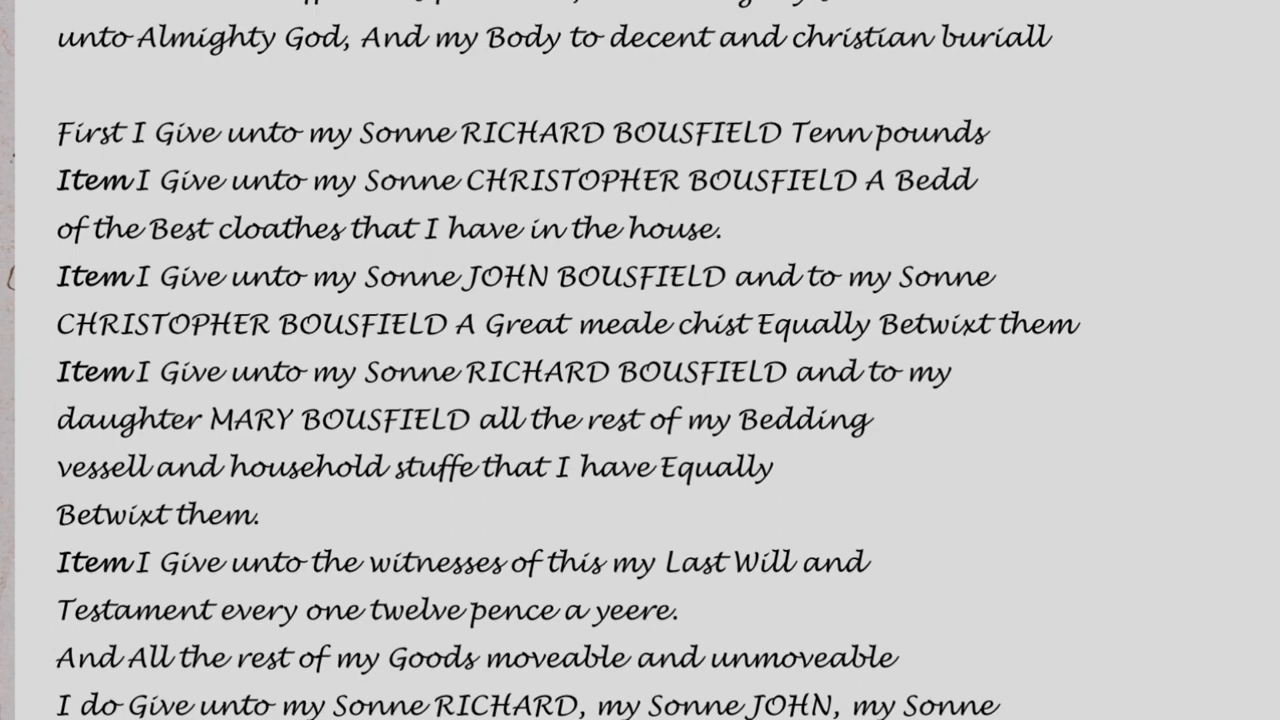 unto Almighty God, And my Body to decent and christian buriall
First I Give unto my Sonne RICHARD BOUSFIELD Tenn pounds
Item I Give unto my Sonne CHRISTOPHER BOUSFIELD A Bedd
of the Best cloathes that I have in the house.
Item I Give unto my Sonne JOHN BOUSFIELD and to my Sonne
CHRISTOPHER BOUSFIELD A Great meale chist Equally Betwixt them
Item I Give unto my Sonne RICHARD BOUSFIELD and to my
daughter MARY BOUSFIELD all the rest of my Bedding
vessell and household stuffe that I have Equally
Betwixt them.
Item I Give unto the witnesses of this my Last Will and
Testament every one twelve pence a yeere.
And All the rest of my Goods moveable and unmoveable
I do Give unto my Sonne RICHARD, my Sonne JOHN, my Sonne